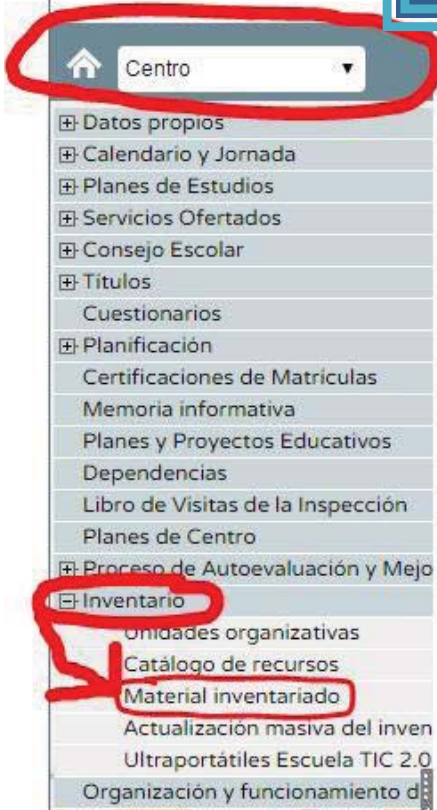 Centro
Datos propios
Calendario y Jornada
Planes de Estudios
Servicios Ofertados
Consejo Escolar
Títulos
Cuestionarios
Planificación
Certificaciones de Matrículas
Memoria informativa
Planes y Proyectos Educativos
Dependencias
Libro de Visitas de la Inspección
Planes de Centro
Proceso de Autoevaluación y Mejo
Inventario
Unidades organizativas
Catálogo de recursos
Material inventariado
Actualización masiva del inven
Ultraportátiles Escuela TIC 2.0
Organización y funcionamiento d